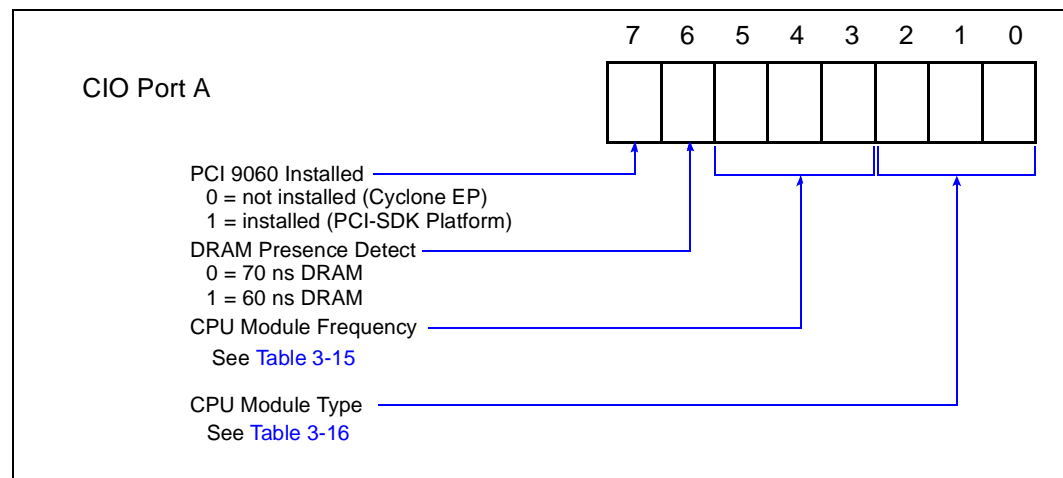 7 6 5 4 3 2 1 0
CIO Port A
PCI 9060 Installed
0 = not installed (Cyclone EP)
1 = installed (PCI-SDK Platform)
DRAM Presence Detect
0 = 70 ns DRAM
1 = 60 ns DRAM
CPU Module Frequency
See Table 3-15
CPU Module Type
See Table 3-16